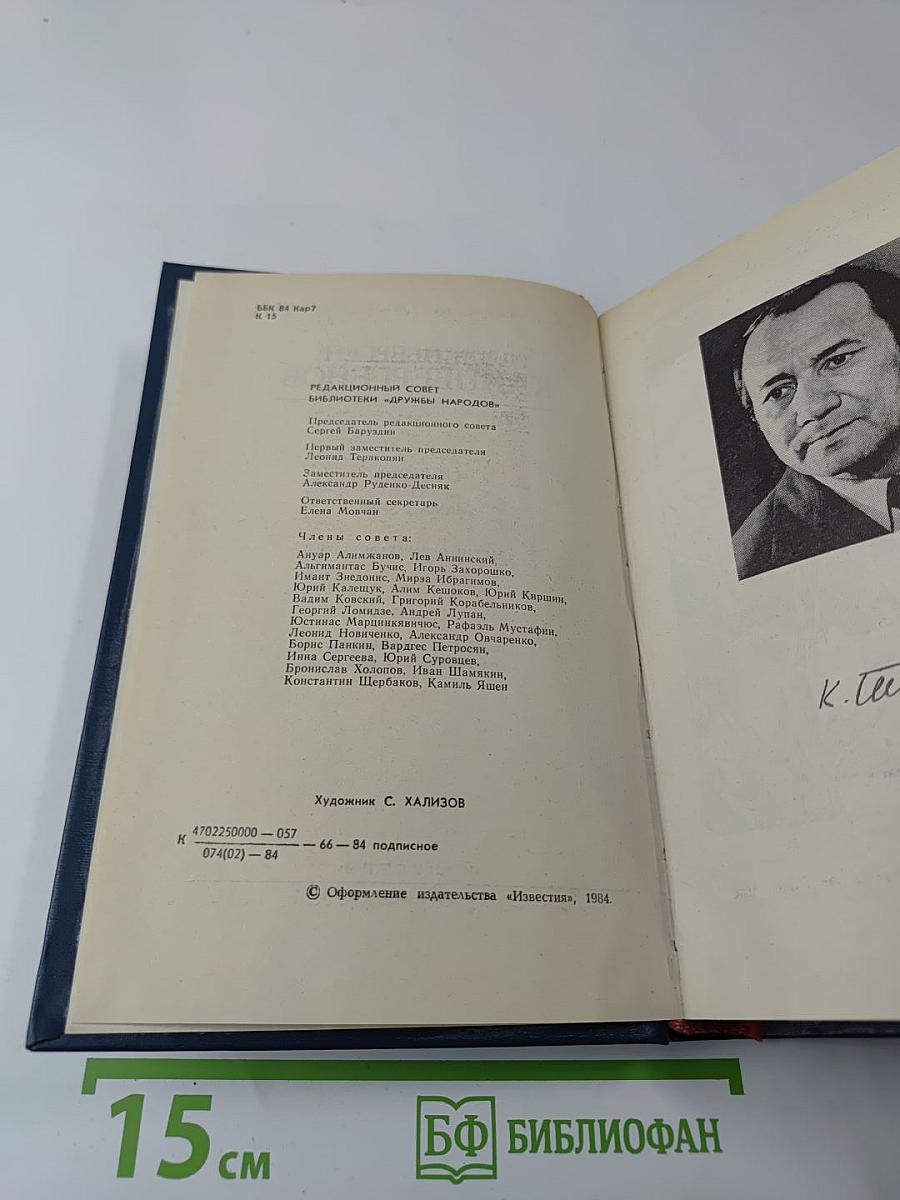 ББК 84 Кар7
К 15
РЕДАКЦИОННЫЙ СОВЕТ
БИБЛИОТЕКИ «ДРУЖБЫ НАРОДОВ»
Председатель редакционного совета
Сергей Баруздин
Первый заместитель председателя
Леонид Теракопян
Заместитель председателя
Александр Руденко-Десняк
Ответственный секретарь
Елена Мовчан
Члены совета:
Ануар Алимжанов, Лев Аннинский,
Альгимантас Бучис, Игорь Захорошко,
Имант Зиедонис, Мирза Ибрагимов,
Юрий Калещук, Алим Кешоков, Юрий Киршин,
Вадим Ковский, Григорий Корабельников,
Георгий Ломидзе, Андрей Лупан,
Юстинас Марцинкявичюс, Рафаэль Мустафин,
Леонид Новиченко, Александр Овчаренко,
Борис Панкин, Вардгес Петросян,
Инна Сергеева, Юрий Суровцев,
Бронислав Холопов, Иван Шамякин,
Константин Щербаков, Камиль Яшен
Художник С. ХАЛИЗОВ
К 4702250000 — 057
074(02) — 84 — 66 — 84 подписное
© Оформление издательства «Известия», 1984.
К.
15 см
БФ БИБЛИОФАН